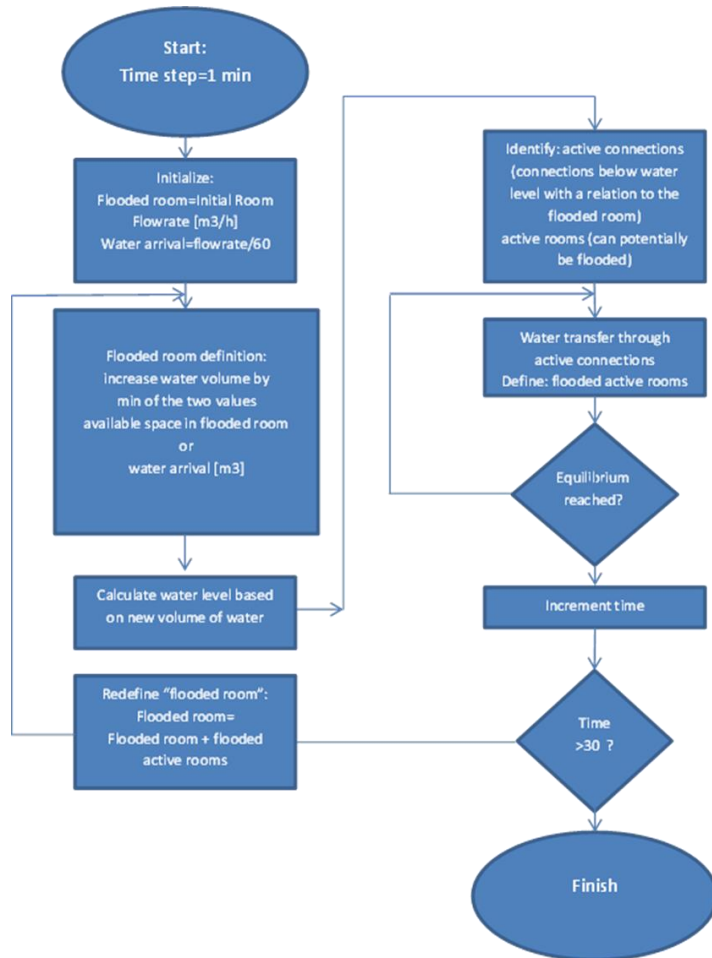 Start:
Time step=1 min
Initialize:
Flooded room=Initial Room
Flowrate [m3/h]
Water arrival=flowrate/60
Flooded room definition:
increase water volume by
min of the two values
available space in flooded room
or
water arrival [m3]
Calculate water level based
on new volume of water
Redefine "flooded room":
Flooded room=
Flooded room + flooded
active rooms
Identify: active connections
(connections below water
level with a relation to the
flooded room)
active rooms (can potentially
be flooded)
Water transfer through
active connections
Define: flooded active rooms
Equilibrium
reached?
Increment time
Time
>30 ?
Finish